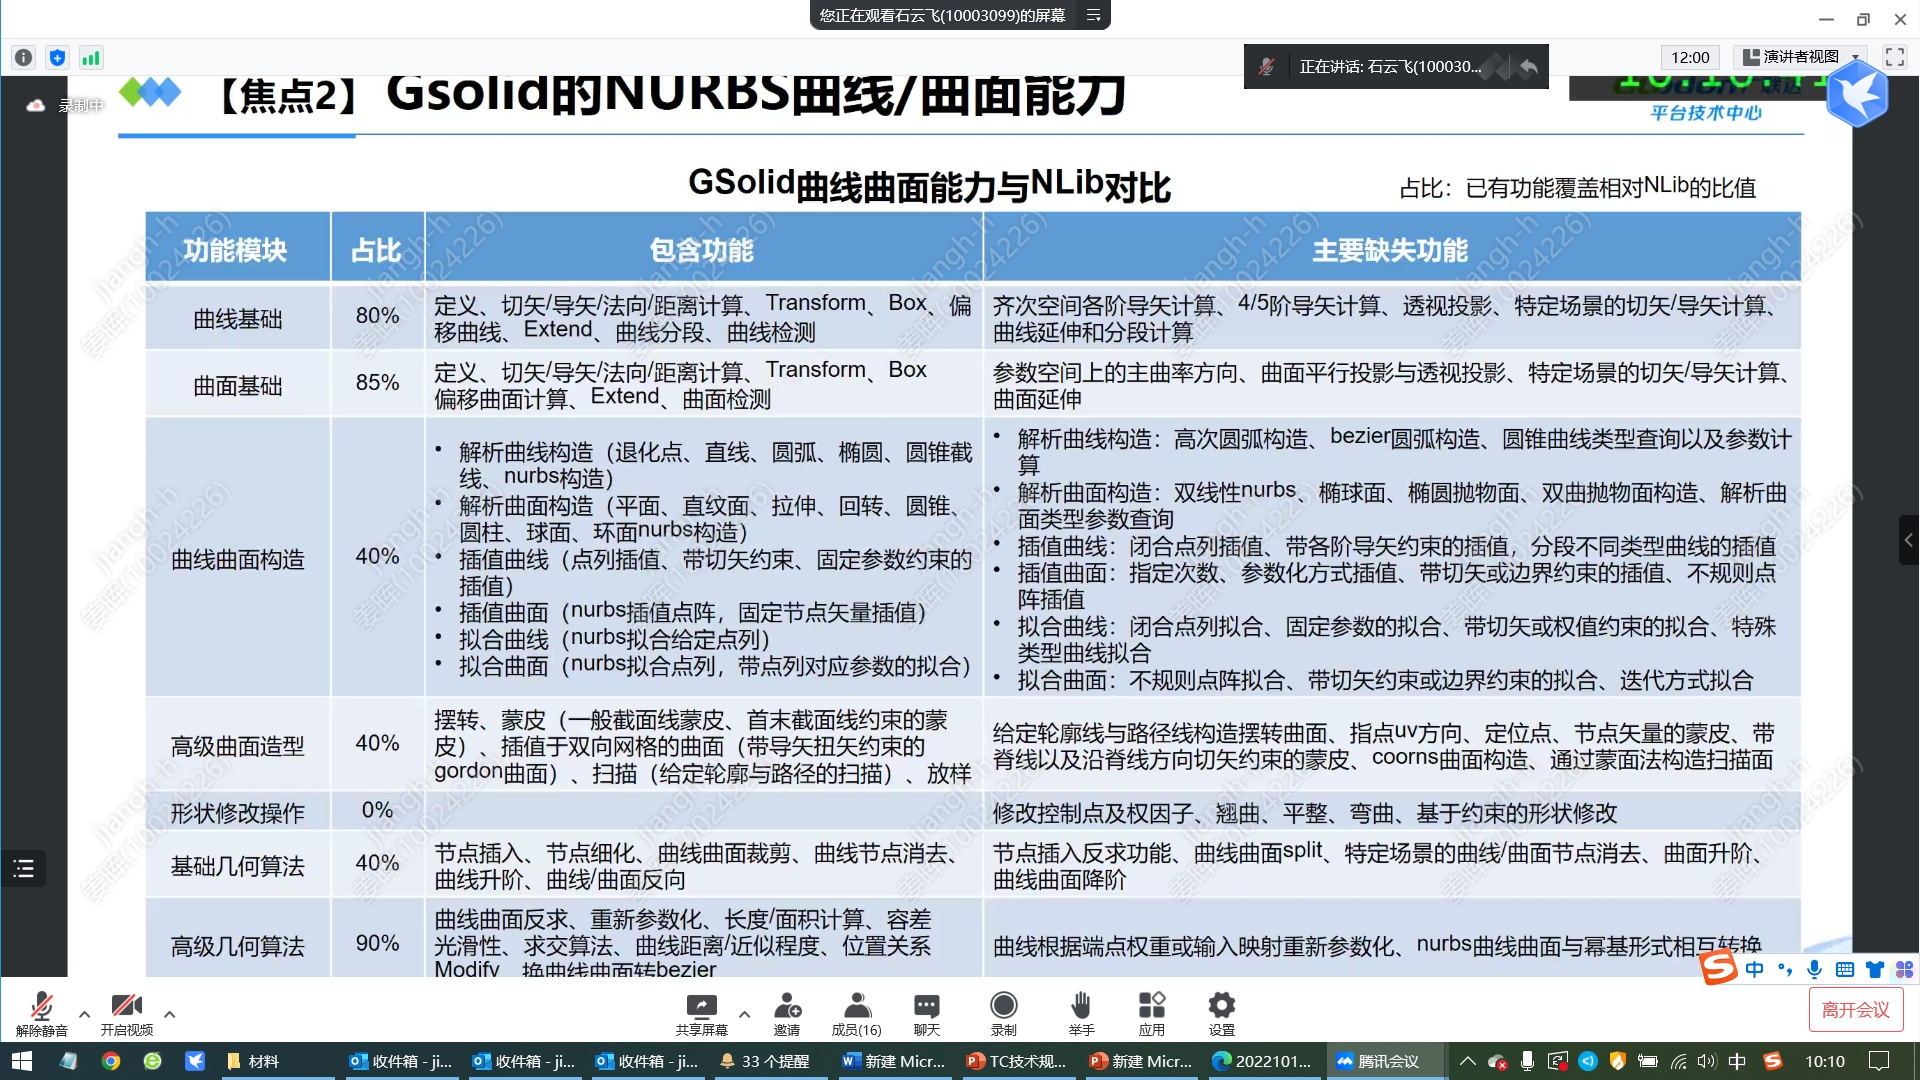 您正在观看石云飞(10003099)的屏幕
12:00
演讲者视图
正在讲话: 石云飞(100030...
录制中
【焦点2】 Gsolid的NURBS曲线/曲面能力
平台技术中心
GSolid曲线曲面能力与NLib对比
占比：已有功能覆盖相对NLib的比值
功能模块 占比 包含功能 主要缺失功能
曲线基础
80%
定义、切矢/导矢/法向/距离计算、Transform、Box、偏
移曲线、Extend、曲线分段、曲线检测
齐次空间各阶导矢计算、4/5阶导矢计算、透视投影、特定场景的切矢/导矢计算、
曲线延伸和分段计算
曲面基础
85%
定义、切矢/导矢/法向/距离计算、Transform、Box
偏移曲面计算、Extend、曲面检测
参数空间上的主曲率方向、曲面平行投影与透视投影、特定场景的切矢/导矢计算、
曲面延伸
曲线曲面构造
40%
• 解析曲线构造（退化点、直线、圆弧、椭圆、圆锥截
线、nurbs构造）
• 解析曲面构造（平面、直纹面、拉伸、回转、圆锥、
圆柱、球面、环面nurbs构造）
• 插值曲线（点列插值、带切矢约束、固定参数约束的
插值）
• 插值曲面（nurbs插值点阵，固定节点矢量插值）
• 拟合曲线（nurbs拟合给定点列）
• 拟合曲面（nurbs拟合点列，带点列对应参数的拟合）
• 解析曲线构造：高次圆弧构造、bezier圆弧构造、圆锥曲线类型查询以及参数计
算
• 解析曲面构造：双线性nurbs、椭球面、椭圆抛物面、双曲抛物面构造、解析曲
面类型参数查询
• 插值曲线：闭合点列插值、带各阶导矢约束的插值，分段不同类型曲线的插值
• 插值曲面：指定次数、参数化方式插值、带切矢或边界约束的插值、不规则点
阵插值
• 拟合曲线：闭合点列拟合、固定参数的拟合、带切矢或权值约束的拟合、特殊
类型曲线拟合
• 拟合曲面：不规则点阵拟合、带切矢约束或边界约束的拟合、迭代方式拟合
高级曲面造型
40%
摆转、蒙皮（一般截面线蒙皮、首末截面线约束的蒙
皮）、插值于双向网格的曲面（带导矢扭矢约束的
gordon曲面）、扫描（给定轮廓与路径的扫描）、放样
给定轮廓线与路径线构造摆转曲面、指点uv方向、定位点、节点矢量的蒙皮、带
脊线以及沿脊线方向切矢约束的蒙皮、coorns曲面构造、通过蒙面法构造扫描面
形状修改操作
0%
修改控制点及权因子、翘曲、平整、弯曲、基于约束的形状修改
基础几何算法
40%
节点插入、节点细化、曲线曲面裁剪、曲线节点消去、
曲线升阶、曲线/曲面反向
节点插入反求功能、曲线曲面split、特定场景的曲线/曲面节点消去、曲面升阶、
曲线曲面降阶
高级几何算法
90%
曲线曲面反求、重新参数化、长度/面积计算、容差
光滑性、求交算法、曲线距离/近似程度、位置关系
Modify、换曲线曲面转bezier
曲线根据端点权重或输入映射重新参数化、nurbs曲线曲面与幂基形式相互转换
jiangh-h
姜晖(10024226)
中
解除静音
开启视频
共享屏幕
邀请
成员(16)
聊天
录制
举手
应用
设置
离开会议
材料
收件箱 - ji...
收件箱 - ji...
收件箱 - ji...
33 个提醒
新建 Micr...
TC技术规...
新建 Micr...
2022101...
腾讯会议
中
10:10